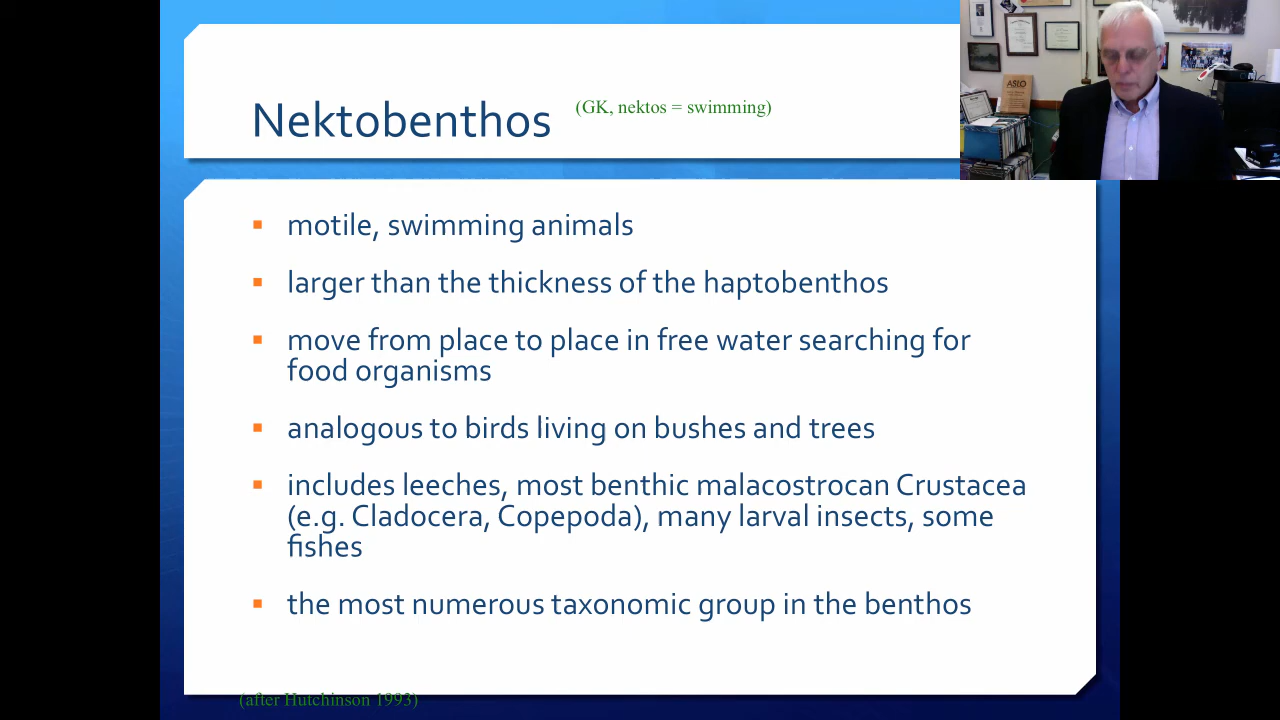 Nektobenthos (GK, nektos = swimming)
ASLO
motile, swimming animals
larger than the thickness of the haptobenthos
move from place to place in free water searching for
food organisms
analogous to birds living on bushes and trees
includes leeches, most benthic malacostrocan Crustacea
(e.g. Cladocera, Copepoda), many larval insects, some
fishes
the most numerous taxonomic group in the benthos
(after Hutchinson 1993)